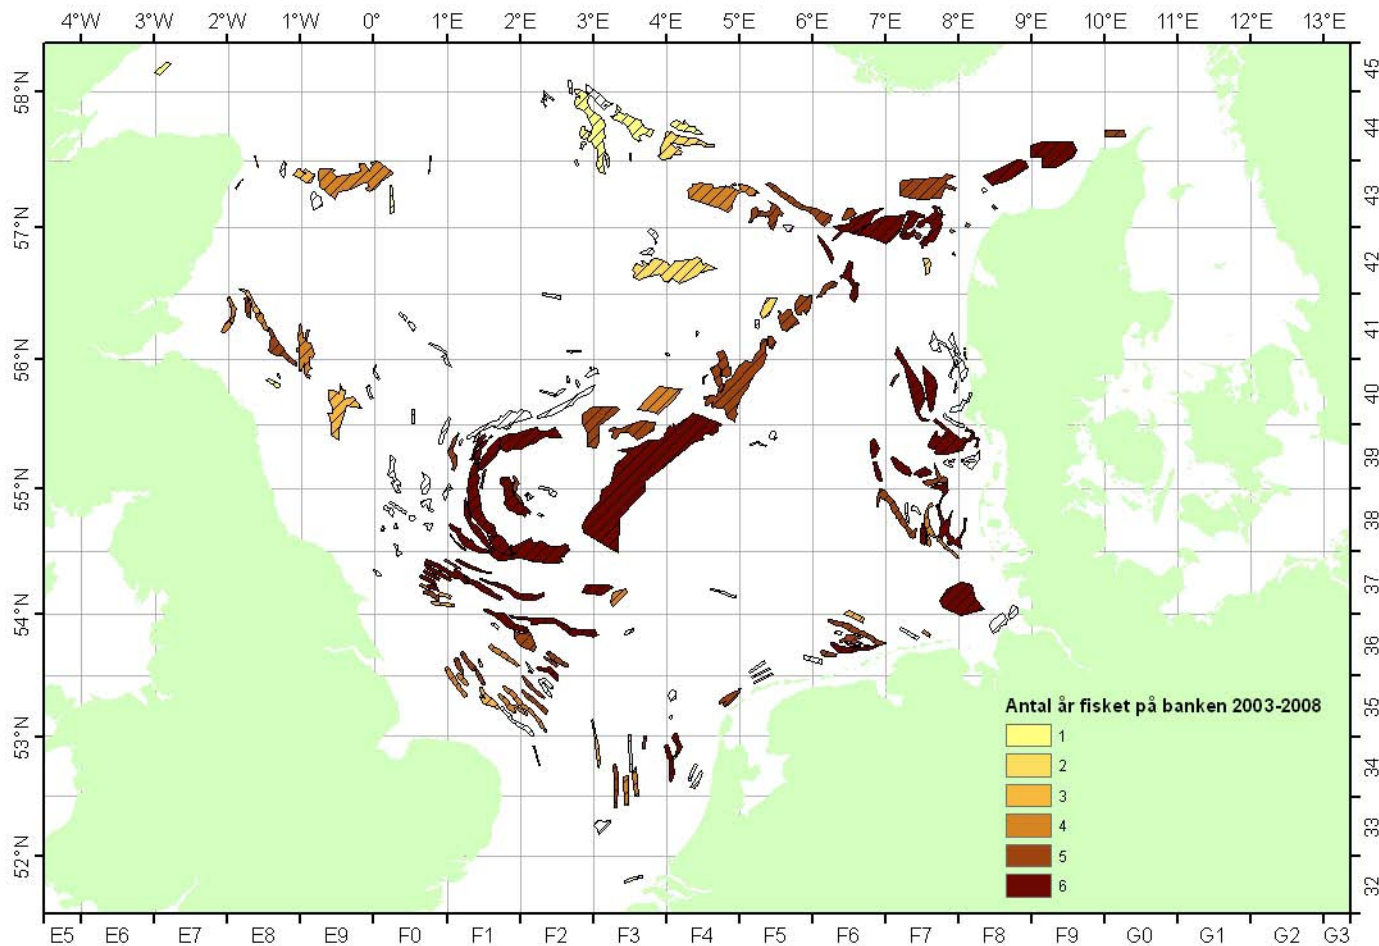 4°W 3°W 2°W 1°W 0° 1°E 2°E 3°E 4°E 5°E 6°E 7°E 8°E 9°E 10°E 11°E 12°E 13°E
58°N
57°N
56°N
55°N
54°N
53°N
52°N
45
44
43
42
41
40
39
38
37
36
35
34
33
32
Antal år fisket på banken 2003-2008
1
2
3
4
5
6
E5 E6 E7 E8 E9 F0 F1 F2 F3 F4 F5 F6 F7 F8 F9 G0 G1 G2 G3